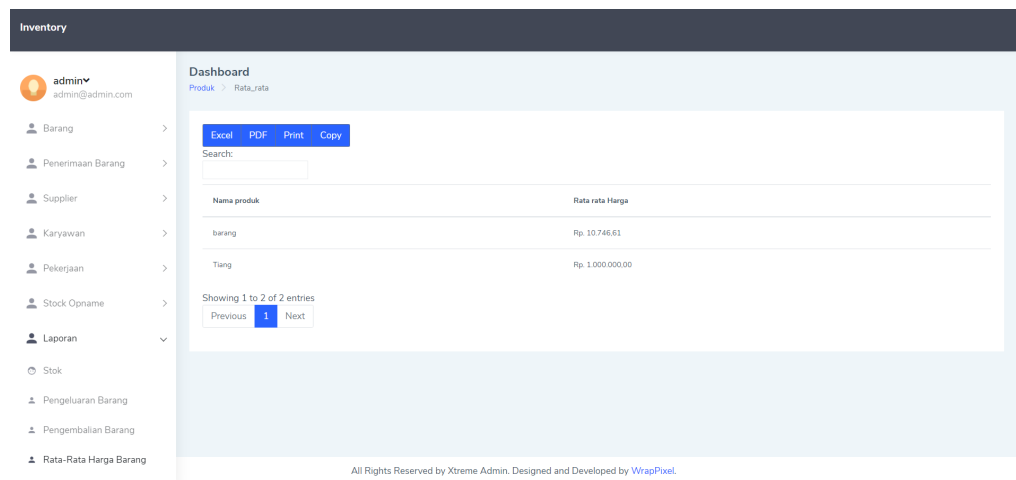 Inventory
admin
admin@admin.com
Barang
Penerimaan Barang
Supplier
Karyawan
Pekerjaan
Stock Opname
Laporan
Stok
Pengeluaran Barang
Pengembalian Barang
Rata-Rata Harga Barang
Dashboard
Produk > Rata_rata
Excel PDF Print Copy
Search:
Nama produk Rata rata Harga
barang Rp. 10.746,61
Tiang Rp. 1.000.000,00
Showing 1 to 2 of 2 entries
Previous 1 Next
All Rights Reserved by Xtreme Admin. Designed and Developed by WrapPixel.